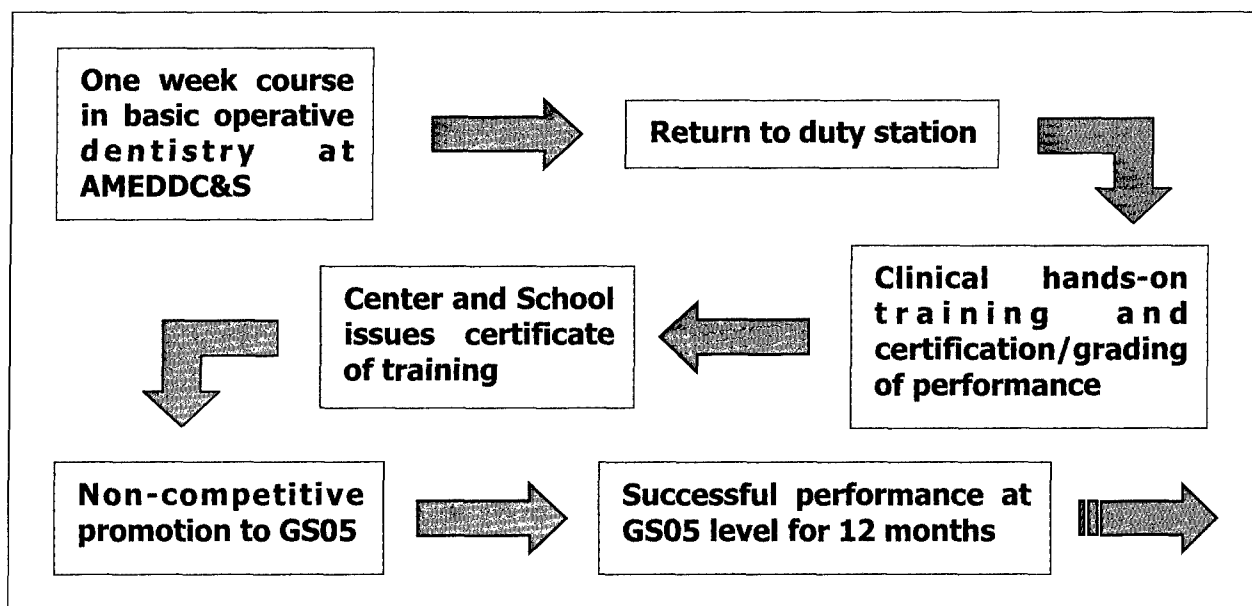 One week course
in basic operative
dentistry at
AMEDDC&S
Return to duty station
Clinical hands-on
training and
certification/grading
of performance
Center and School
issues certificate
of training
Non-competitive
promotion to GS05
Successful performance at
GS05 level for 12 months